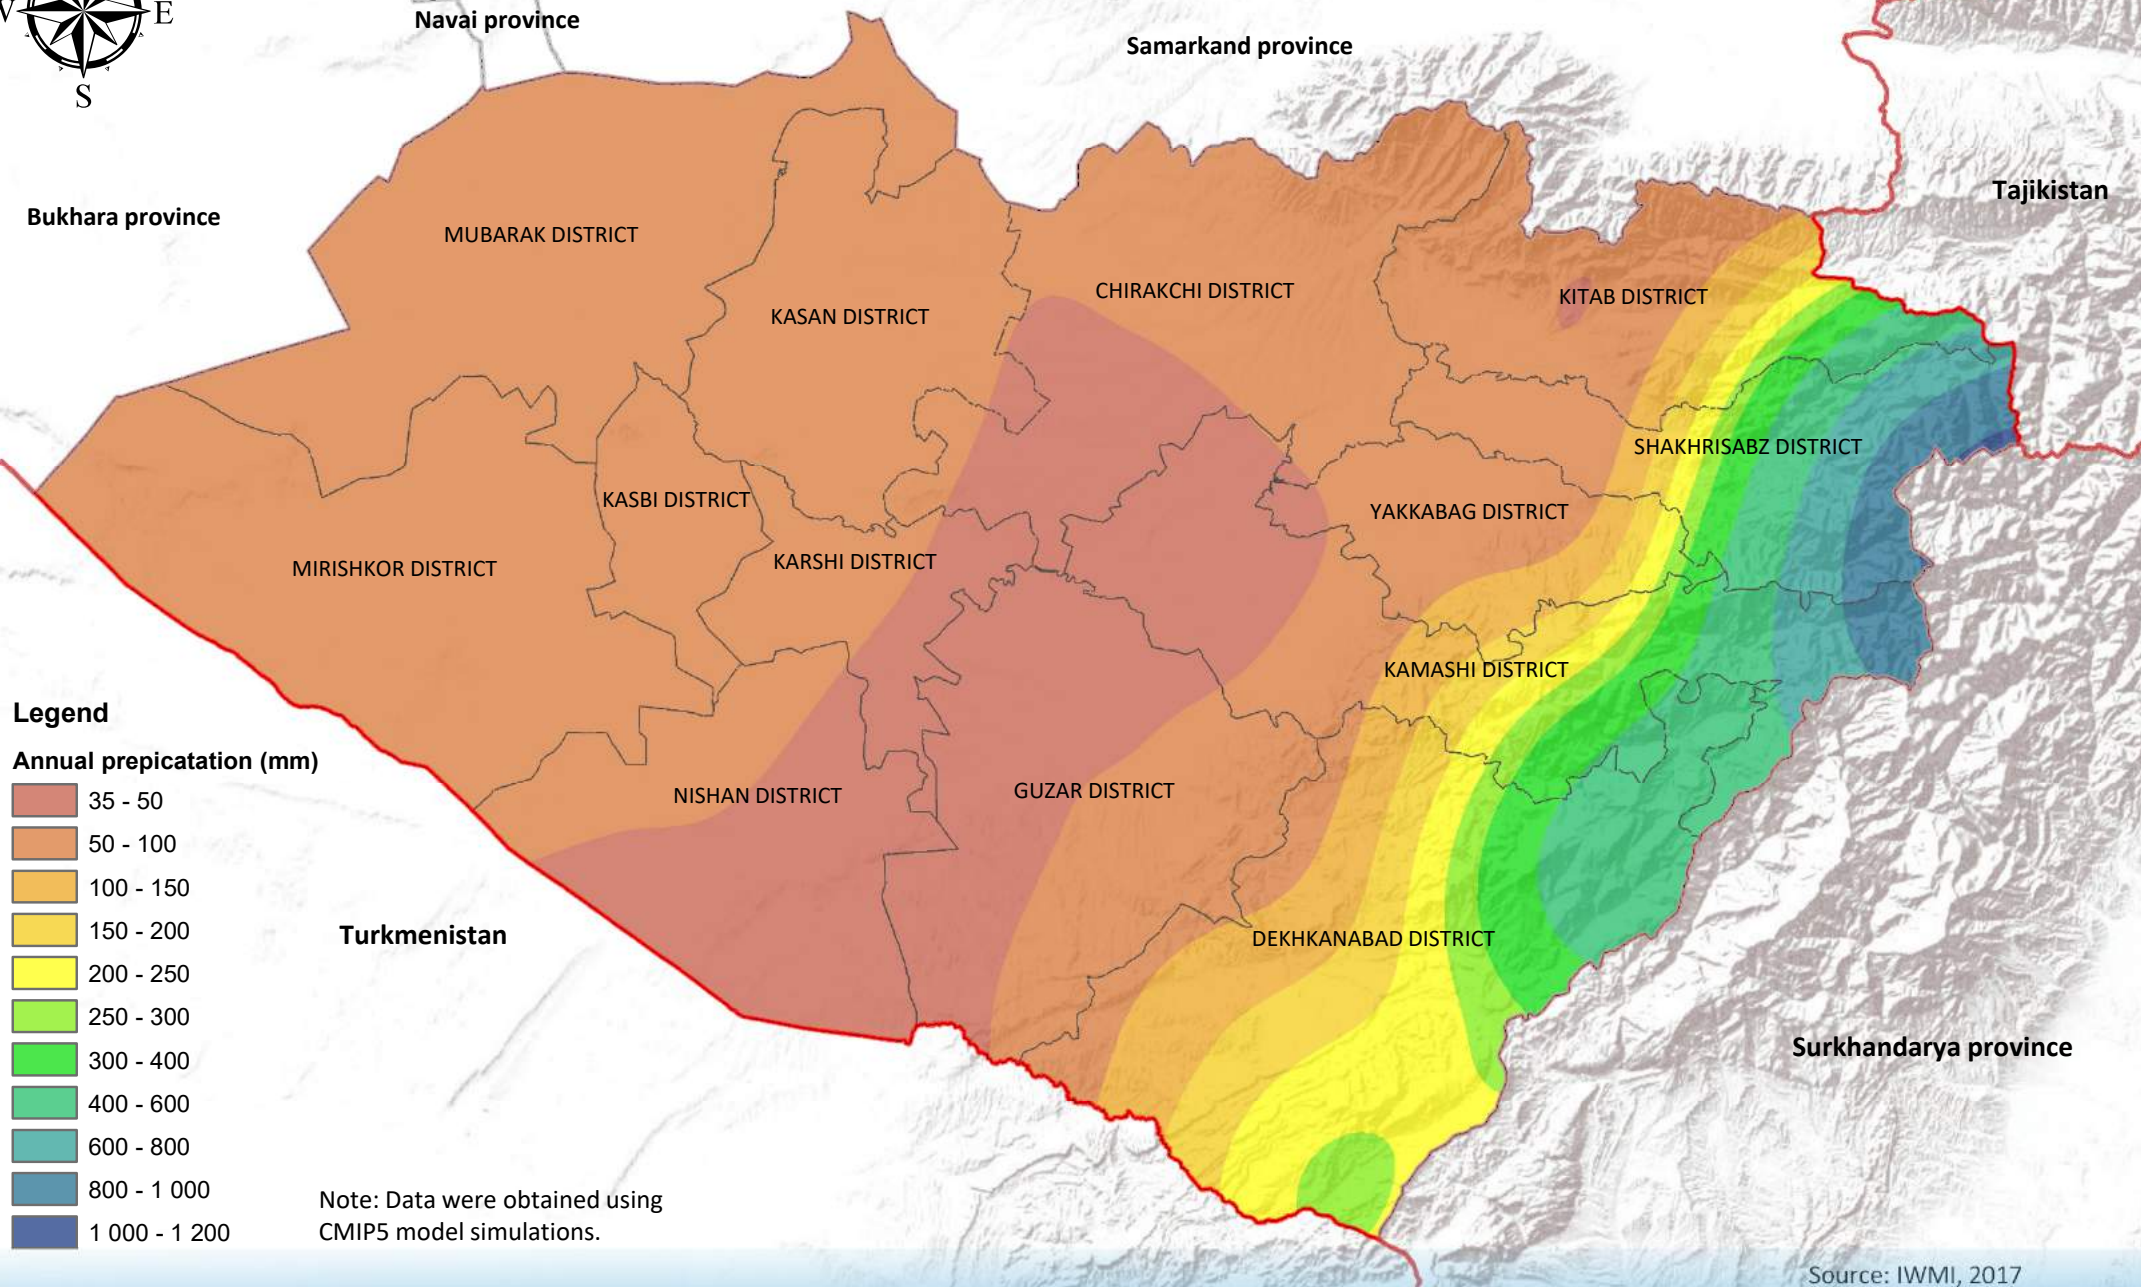 Navai province
E
S
Samarkand province
Tajikistan
Bukhara province
MUBARAK DISTRICT
CHIRAKCHI DISTRICT
KITAB DISTRICT
KASAN DISTRICT
SHAKHRISABZ DISTRICT
KASBI DISTRICT
YAKKABAG DISTRICT
KARSHI DISTRICT
MIRISHKOR DISTRICT
KAMASHI DISTRICT
NISHAN DISTRICT
GUZAR DISTRICT
DEKHKANABAD DISTRICT
Turkmenistan
Surkhandarya province
Legend
Annual prepicatation (mm)
35 - 50
50 - 100
100 - 150
150 - 200
200 - 250
250 - 300
300 - 400
400 - 600
600 - 800
800 - 1 000
1 000 - 1 200
Note: Data were obtained using
CMIP5 model simulations.
Source: IWMI, 2017